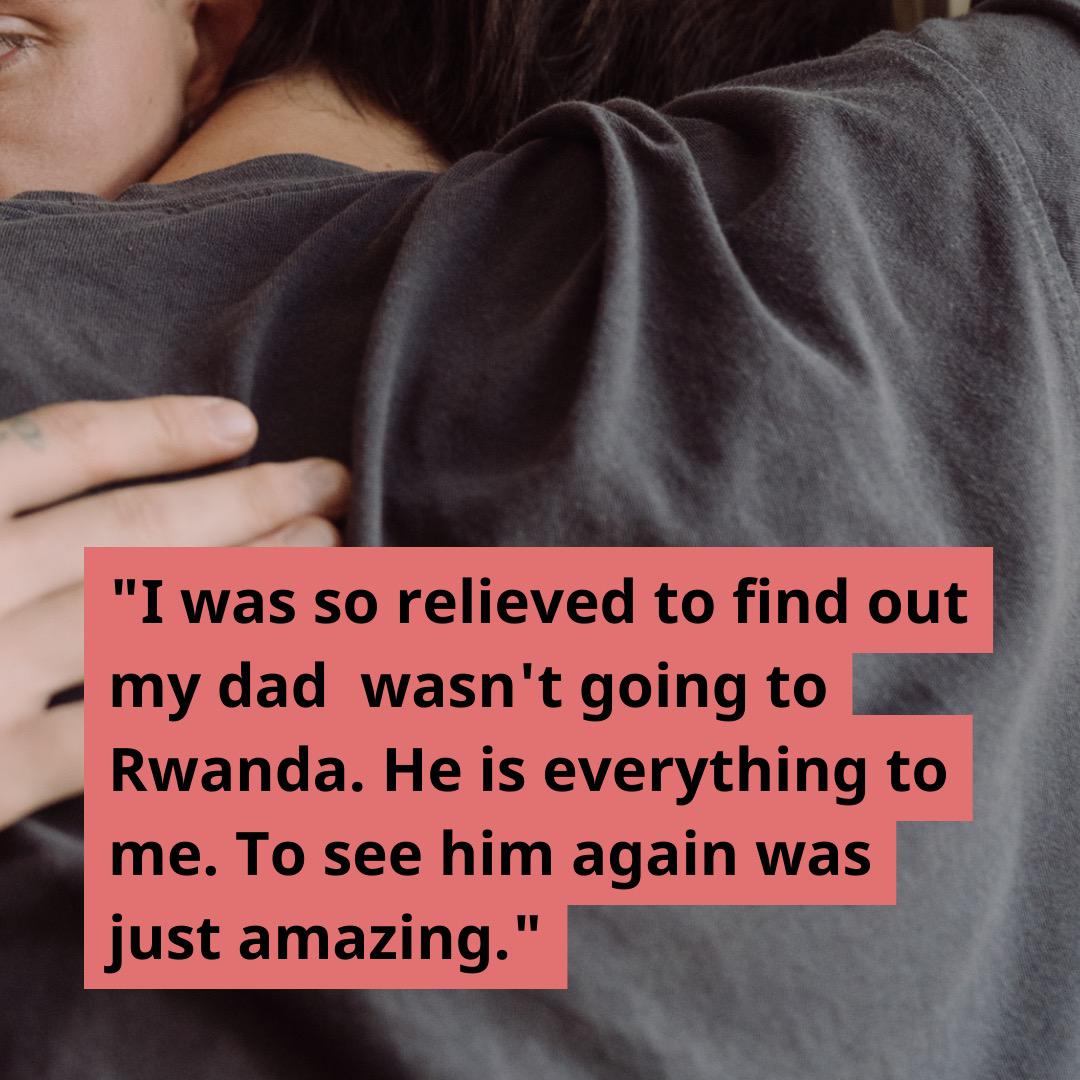 "I was so relieved to find out
my dad  wasn't going to
Rwanda. He is everything to
me. To see him again was
just amazing."